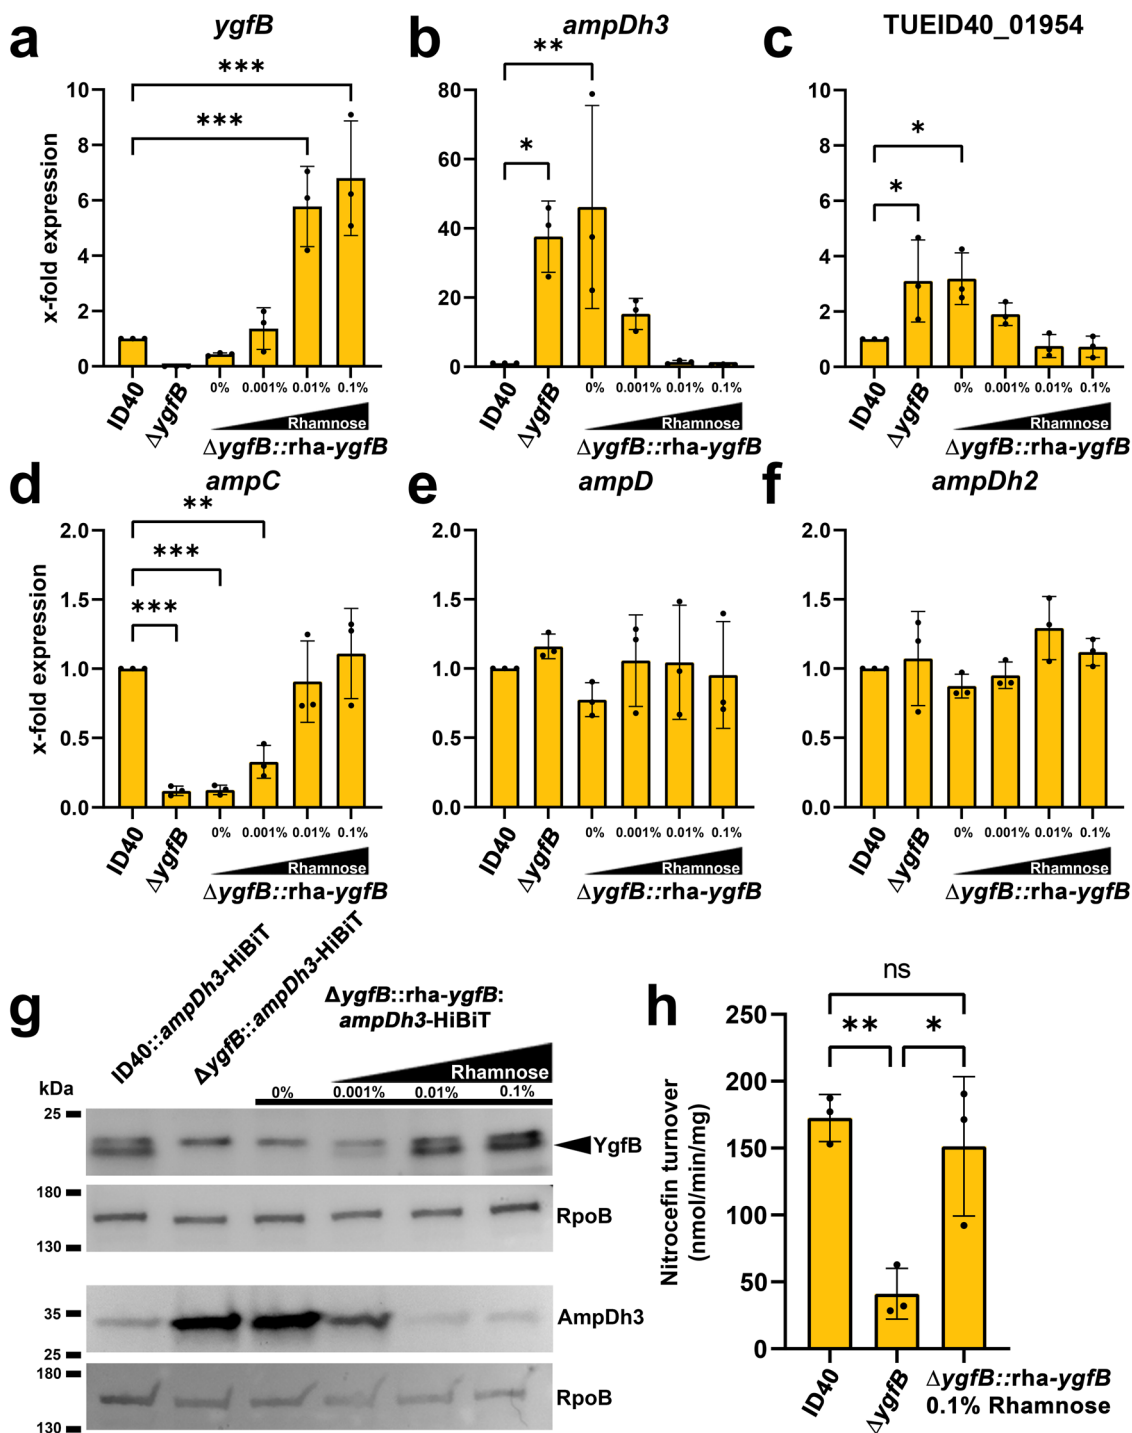 a
ygfB
x-fold expression
10
8
6
4
2
0
***
***
ID40
ΔygfB
0%
0.001%
0.01%
0.1%
Rhamnose
ΔygfB::rha-ygfB
b
ampDh3
80
60
40
20
0
**
*
ID40
ΔygfB
0%
0.001%
0.01%
0.1%
Rhamnose
ΔygfB::rha-ygfB
c
TUEID40_01954
10
8
6
4
2
0
*
*
ID40
ΔygfB
0%
0.001%
0.01%
0.1%
Rhamnose
ΔygfB::rha-ygfB
d
ampC
x-fold expression
2.0
1.5
1.0
0.5
0.0
**
***
***
ID40
ΔygfB
0%
0.001%
0.01%
0.1%
Rhamnose
ΔygfB::rha-ygfB
e
ampD
2.0
1.5
1.0
0.5
0.0
ID40
ΔygfB
0%
0.001%
0.01%
0.1%
Rhamnose
ΔygfB::rha-ygfB
f
ampDh2
2.0
1.5
1.0
0.5
0.0
ID40
ΔygfB
0%
0.001%
0.01%
0.1%
Rhamnose
ΔygfB::rha-ygfB
g
ID40::ampDh3-HiBiT
ΔygfB::ampDh3-HiBiT
ΔygfB::rha-ygfB:
ampDh3-HiBiT
Rhamnose
0%
0.001%
0.01%
0.1%
kDa
25
YgfB
180
RpoB
130
35
AmpDh3
25
180
RpoB
130
h
Nitrocefin turnover
(nmol/min/mg)
250
200
150
100
50
0
ns
**
*
ID40
ΔygfB
ΔygfB::rha-ygfB
0.1% Rhamnose